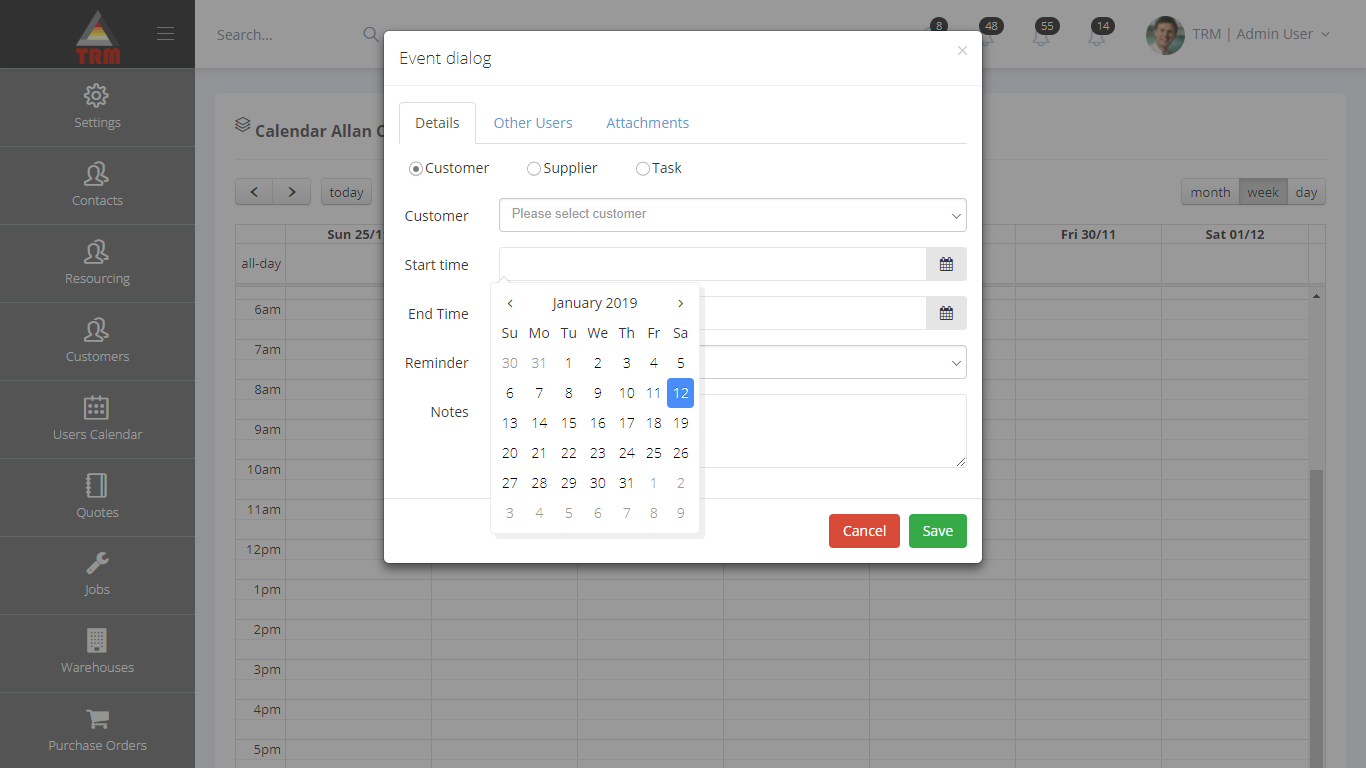 TRM
Search...
8
48
55
14
TRM | Admin User
Settings
Contacts
Resourcing
Customers
Users Calendar
Quotes
Jobs
Warehouses
Purchase Orders
Calendar Allan
today
month week day
Sun 25/1
Fri 30/11
Sat 01/12
all-day
6am
7am
8am
9am
10am
11am
12pm
1pm
2pm
3pm
4pm
5pm
Event dialog
×
Details
Other Users
Attachments
Customer
Supplier
Task
Customer
Please select customer
Start time
End Time
Reminder
Notes
January 2019
Su Mo Tu We Th Fr Sa
30 31 1 2 3 4 5
6 7 8 9 10 11 12
13 14 15 16 17 18 19
20 21 22 23 24 25 26
27 28 29 30 31 1 2
3 4 5 6 7 8 9
Cancel
Save